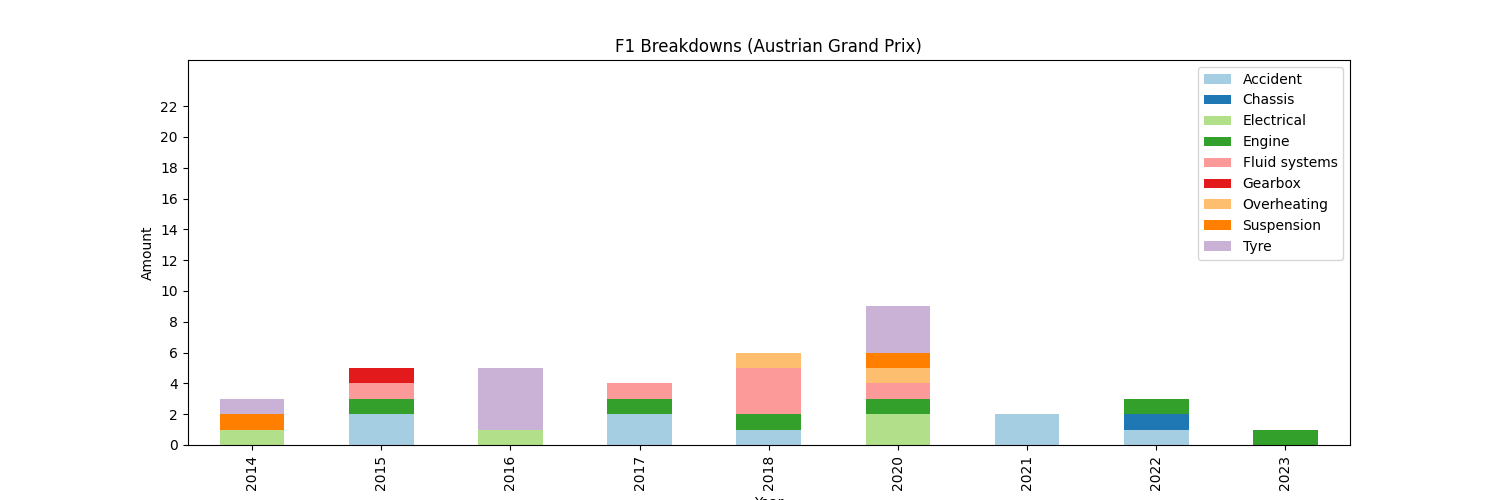 F1 Breakdowns (Austrian Grand Prix)
Amount
22
20
18
16
14
12
10
8
6
4
2
0
Accident
Chassis
Electrical
Engine
Fluid systems
Gearbox
Overheating
Suspension
Tyre
2014
2015
2016
2017
2018
2020
2021
2022
2023